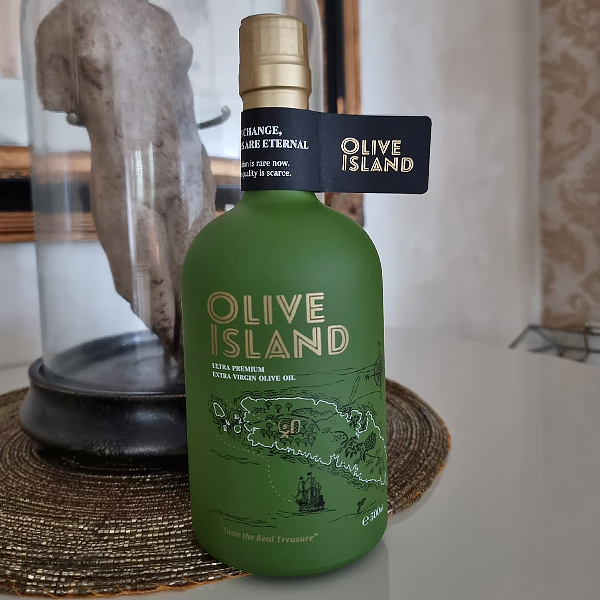 CHANGE,
ARE ETERNAL
is rare now.
quality is scarce.
OLIVE
ISLAND
OLIVE
ISLAND
ULTRA PREMIUM
EXTRA VIRGIN OLIVE OIL
W
℮ 500ml
"Taste the Real Treasure"